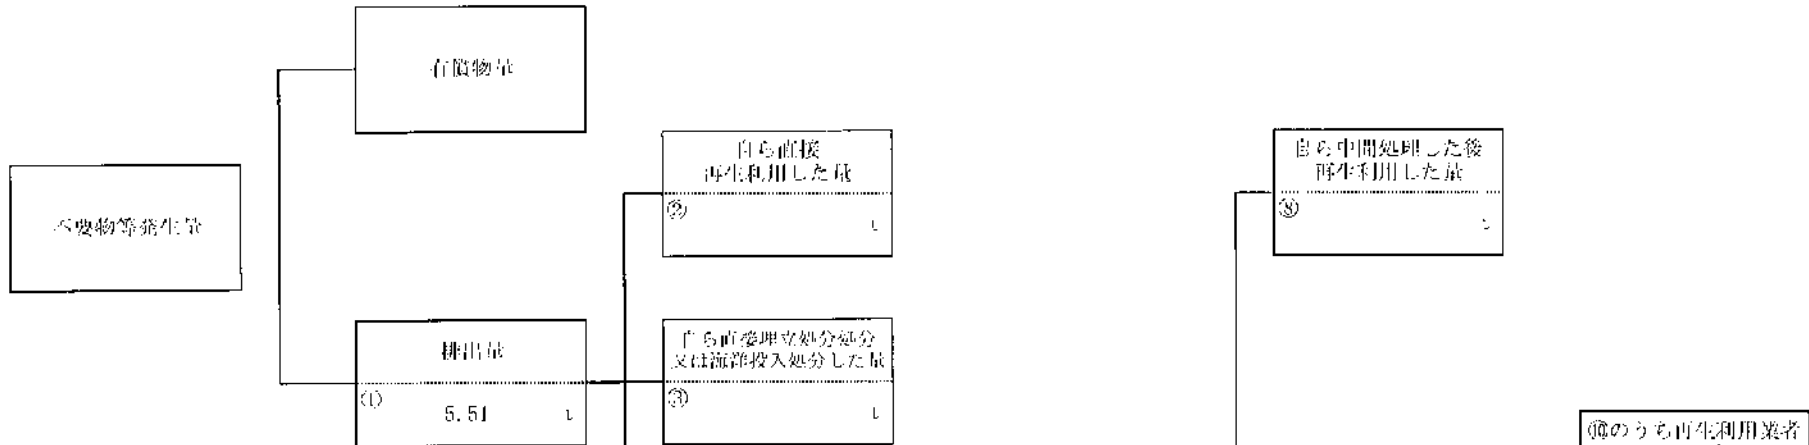 有償物量
不要物等発生量
自ら直接
再生利用した量
② t
自ら中間処理した後
再生利用した量
⑧ t
排出量
① 5.51 t
自ら直接埋立処分処分
又は海洋投入処分した量
③ t
⑩のうち再生利用業者